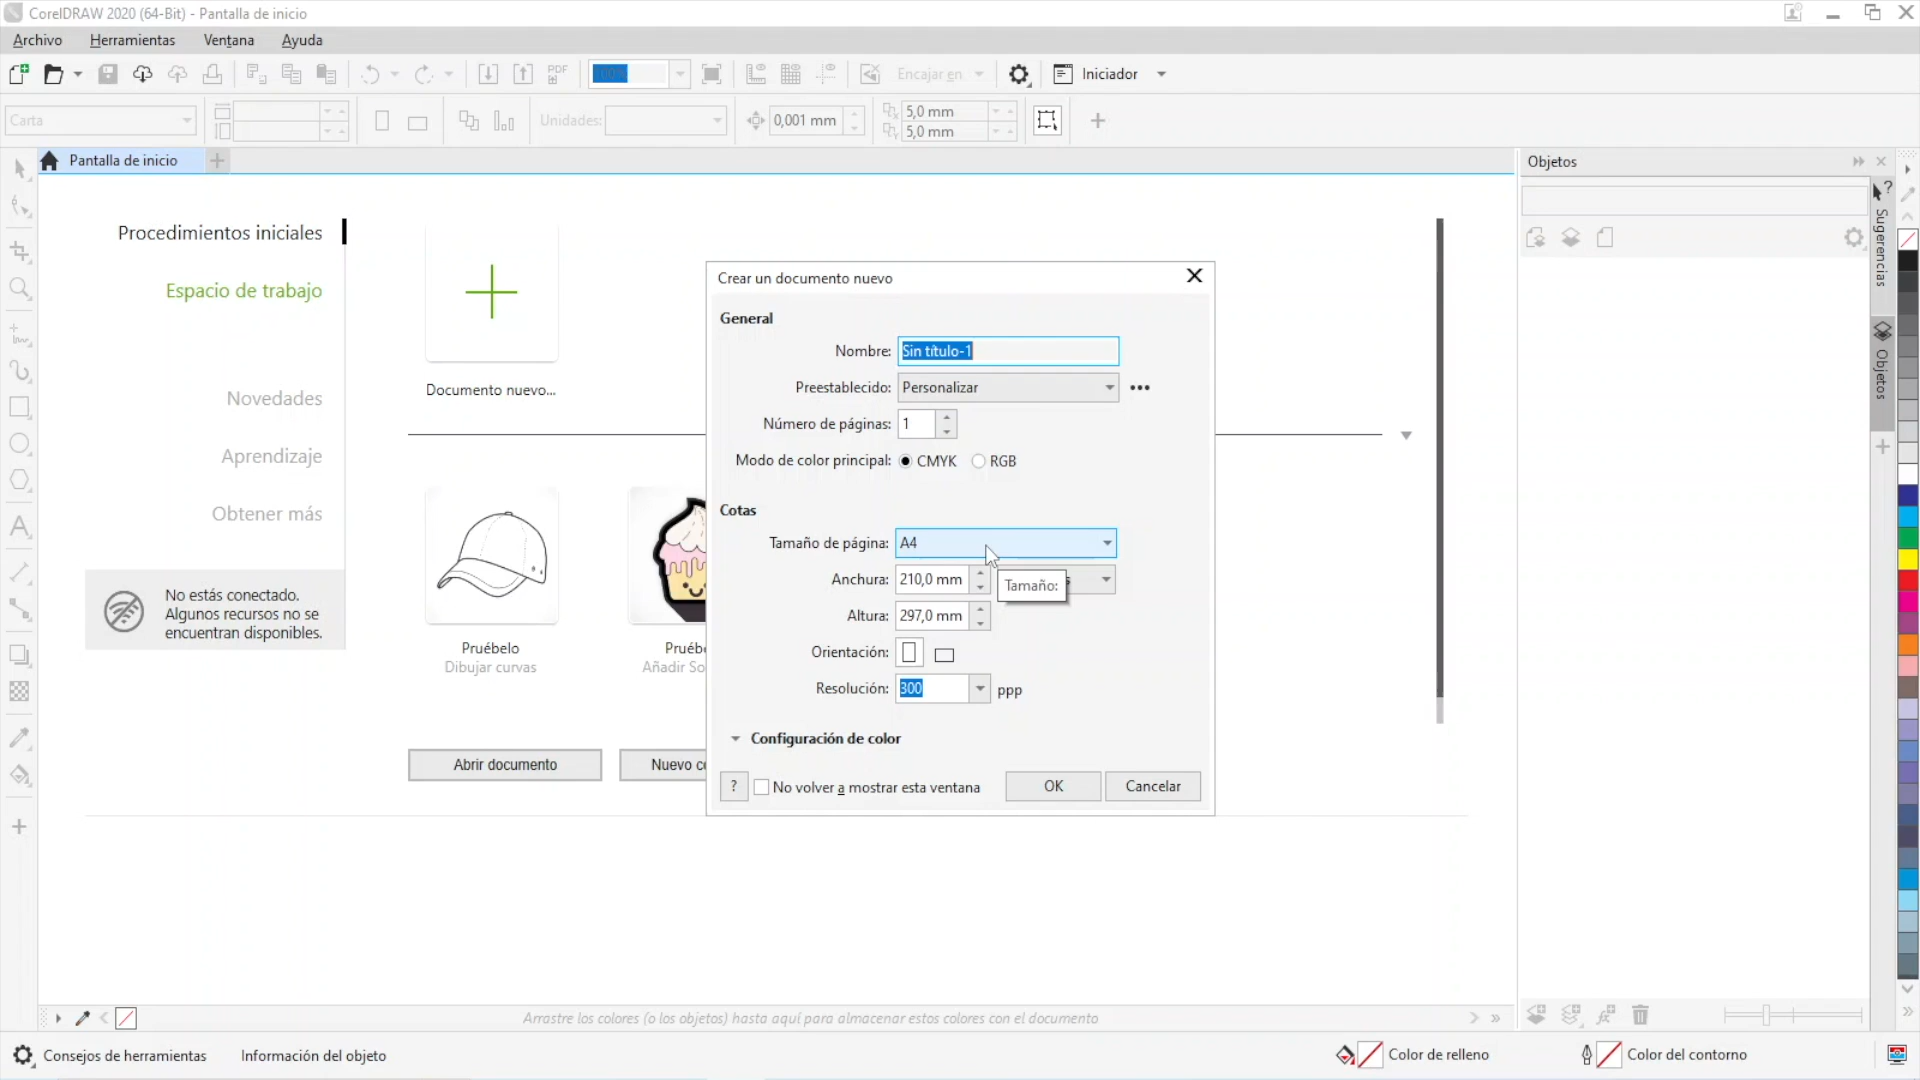 CorelDRAW 2020 (64-Bit) - Pantalla de inicio
Archivo Herramientas Ventana Ayuda
PDF Encajar en Iniciador
Carta Unidades: 0,001 mm 5,0 mm
5,0 mm
Pantalla de inicio
Objetos
Sugerencias
Objetos
Procedimientos iniciales
Espacio de trabajo
Novedades
Aprendizaje
Obtener más
No estás conectado.
Algunos recursos no se
encuentran disponibles.
Documento nuevo...
Pruébelo
Dibujar curvas
Prueb
Añadir So
Abrir documento
Nuevo c
Crear un documento nuevo
General
Nombre: Sin título-1
Preestablecido: Personalizar
Número de páginas: 1
Modo de color principal: CMYK RGB
Cotas
Tamaño de página: A4
Anchura: 210,0 mm
Tamaño:
Altura: 297,0 mm
Orientación:
Resolución: 300 ppp
Configuración de color
? No volver a mostrar esta ventana OK Cancelar
Arrastre los colores (o los objetos) hasta aquí para almacenar estos colores con el documento
Consejos de herramientas Información del objeto Color de relleno Color del contorno